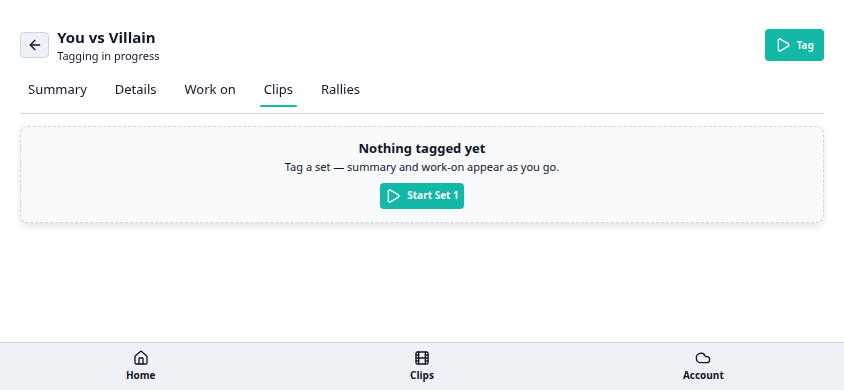 You vs Villain
Tagging in progress
Tag
Summary
Details
Work on
Clips
Rallies
Nothing tagged yet
Tag a set — summary and work-on appear as you go.
Start Set 1
Home
Clips
Account